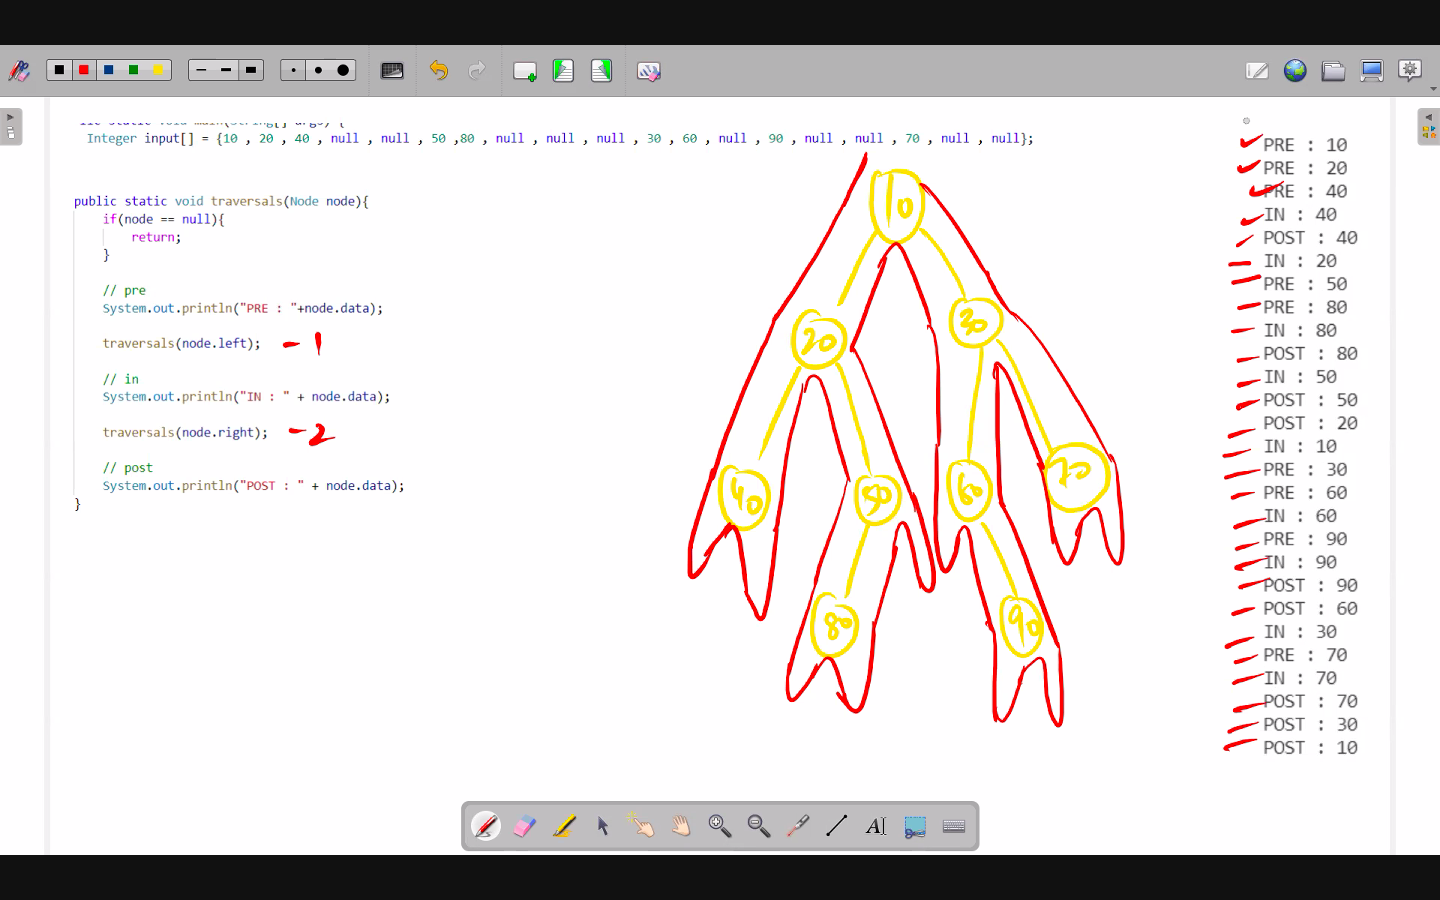 Integer input[] = {10 , 20 , 40 , null , null , 50 ,80 , null , null , null , 30 , 60 , null , 90 , null , null , 70 , null , null};
public static void traversals(Node node){
if(node == null){
return;
}
// pre
System.out.println("PRE : "+node.data);
traversals(node.left); - 1
// in
System.out.println("IN : " + node.data);
traversals(node.right); - 2
// post
System.out.println("POST : " + node.data);
}
10
20
30
40
50
60
70
80
90
PRE : 10
PRE : 20
PRE : 40
IN : 40
POST : 40
IN : 20
PRE : 50
PRE : 80
IN : 80
POST : 80
IN : 50
POST : 50
POST : 20
IN : 10
PRE : 30
PRE : 60
IN : 60
PRE : 90
IN : 90
POST : 90
POST : 60
IN : 30
PRE : 70
IN : 70
POST : 70
POST : 30
POST : 10